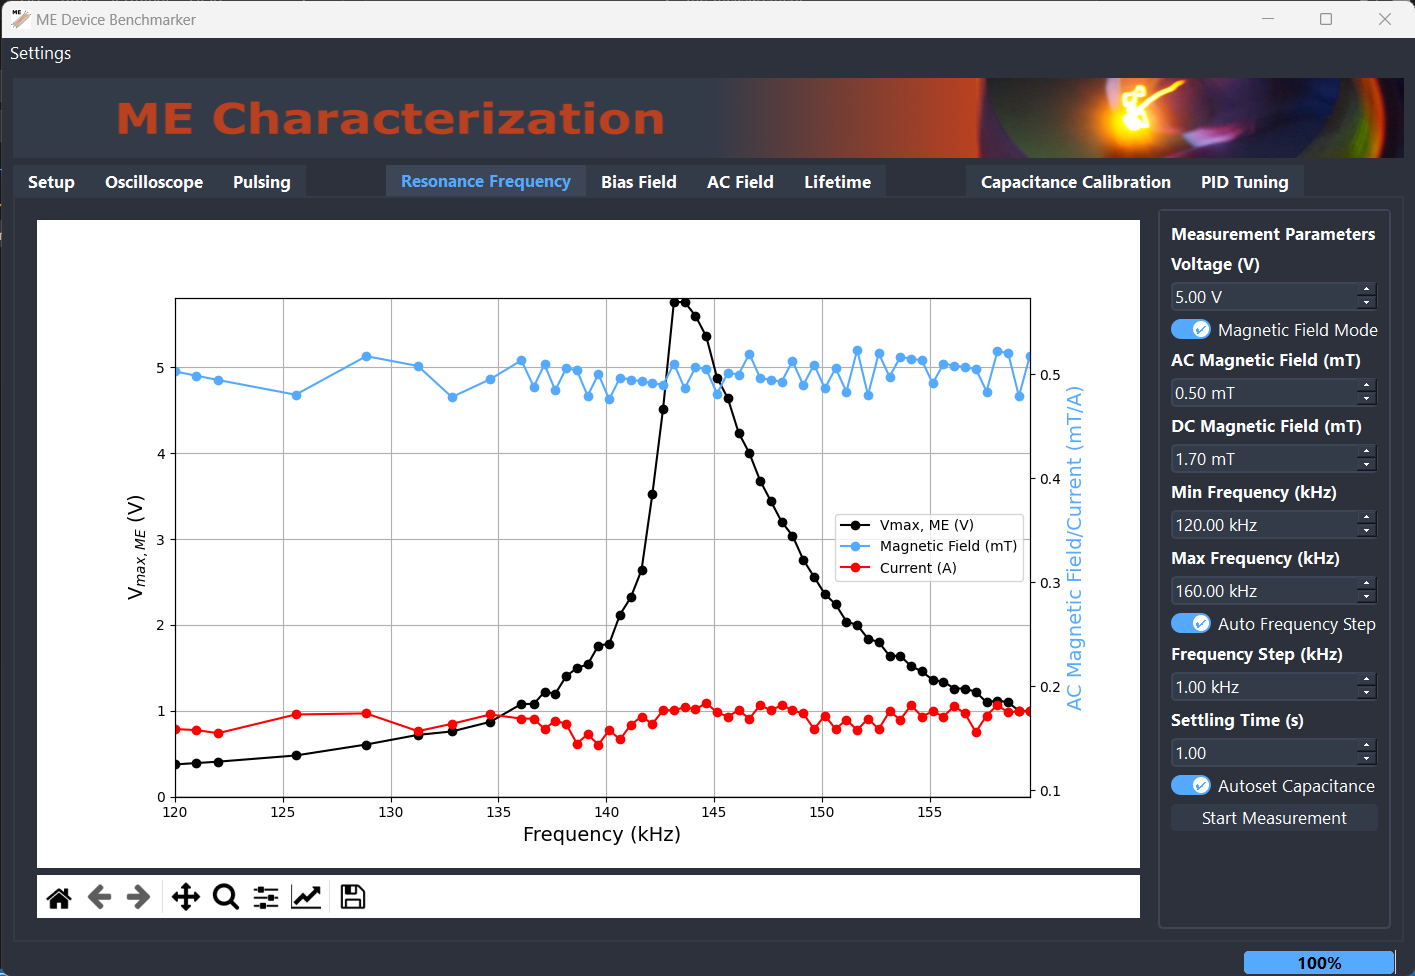 ME
ME Device Benchmarker
Settings
ME Characterization
Setup
Oscilloscope
Pulsing
Resonance Frequency
Bias Field
AC Field
Lifetime
Capacitance Calibration
PID Tuning
5
4
3
2
1
0
Vmax, ME (V)
120
125
130
135
140
145
150
155
Frequency (kHz)
0.5
0.4
0.3
0.2
0.1
AC Magnetic Field/Current (mT/A)
Vmax, ME (V)
Magnetic Field (mT)
Current (A)
Measurement Parameters
Voltage (V)
5.00 V
Magnetic Field Mode
AC Magnetic Field (mT)
0.50 mT
DC Magnetic Field (mT)
1.70 mT
Min Frequency (kHz)
120.00 kHz
Max Frequency (kHz)
160.00 kHz
Auto Frequency Step
Frequency Step (kHz)
1.00 kHz
Settling Time (s)
1.00
Autoset Capacitance
Start Measurement
100%